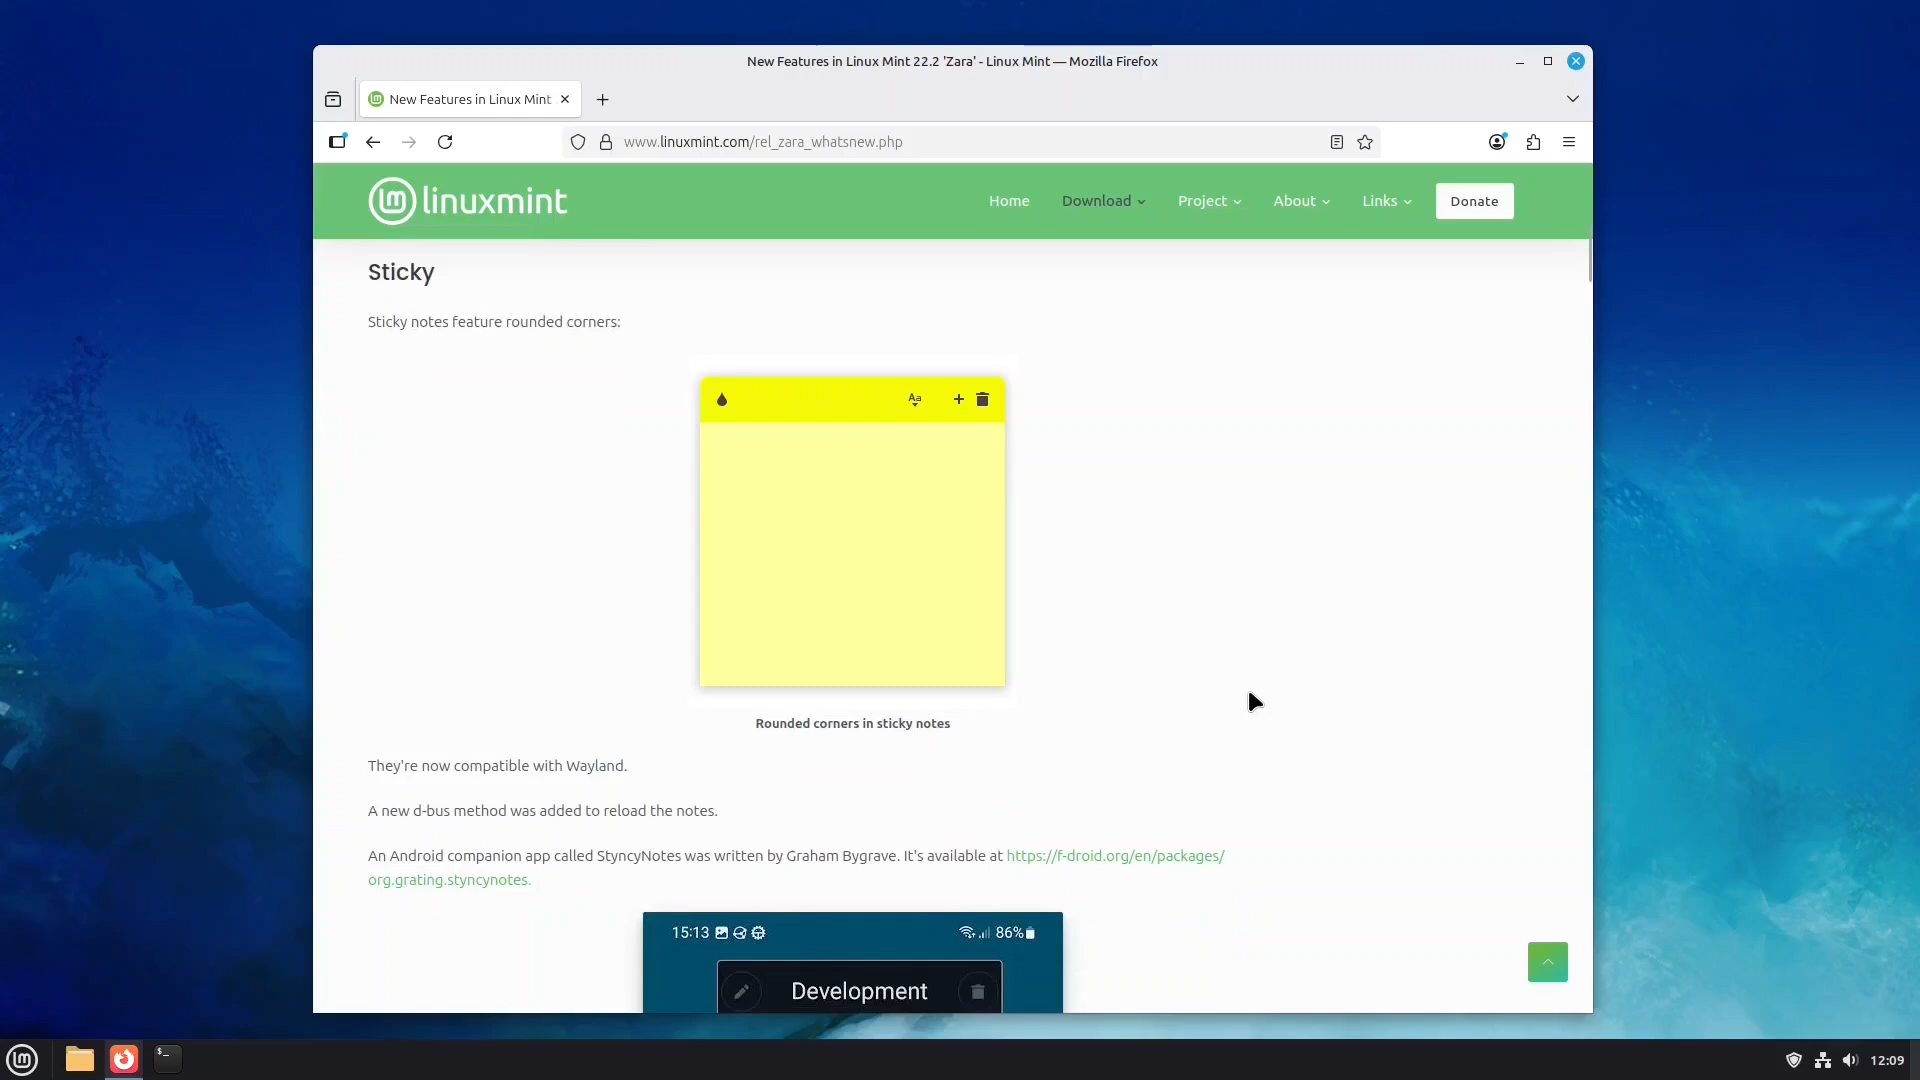 New Features in Linux Mint 22.2 'Zara' - Linux Mint — Mozilla Firefox
New Features in Linux Mint
www.linuxmint.com/rel_zara_whatsnew.php
linuxmint
Home Download Project About Links Donate
Sticky
Sticky notes feature rounded corners:
Aa
Rounded corners in sticky notes
They're now compatible with Wayland.
A new d-bus method was added to reload the notes.
An Android companion app called StyncyNotes was written by Graham Bygrave. It's available at https://f-droid.org/en/packages/
org.grating.styncynotes.
15:13 86%
Development
12:09